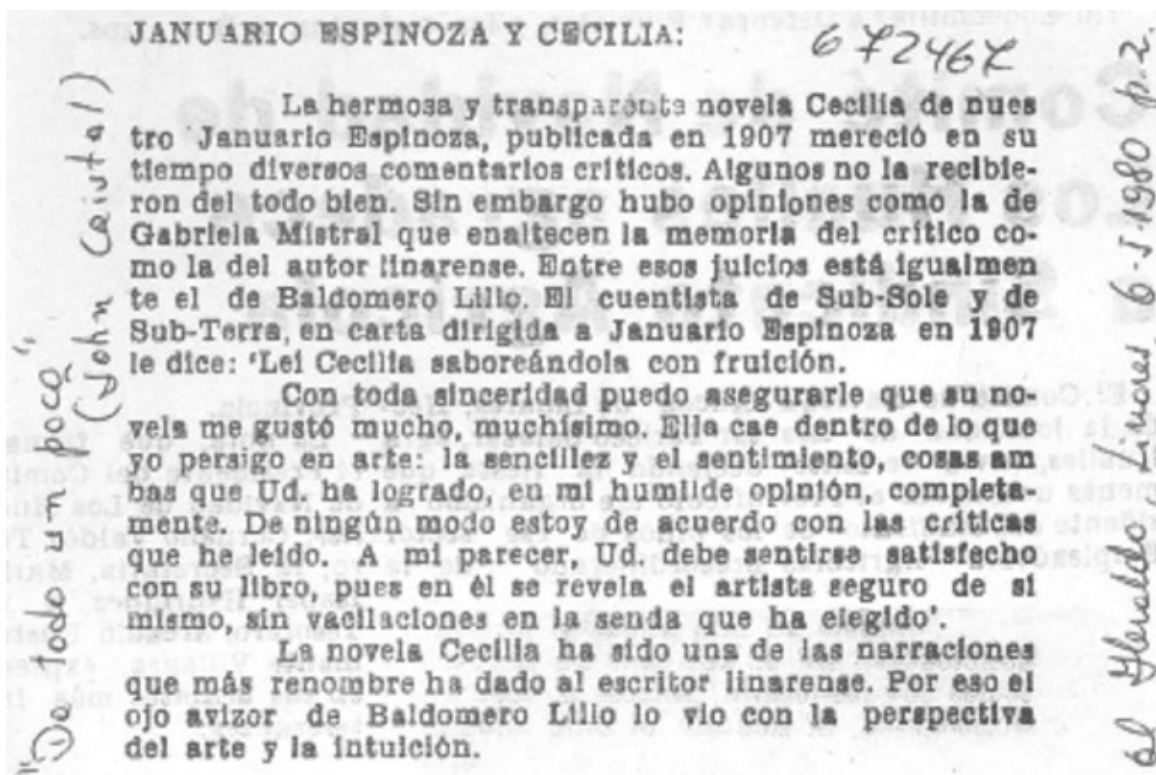 JANUARIO ESPINOZA Y CECILIA:
672467
La hermosa y transparente novela Cecilia de nues
tro Januario Espinoza, publicada en 1907 mereció en su
tiempo diversos comentarios críticos. Algunos no la recibie-
ron del todo bien. Sin embargo hubo opiniones como la de
Gabriela Mistral que enaltecen la memoria del crítico co-
mo la del autor linarense. Entre esos juicios está igualmen
te el de Baldomero Lillo. El cuentista de Sub-Sole y de
Sub-Terra, en carta dirigida a Januario Espinoza en 1907
le dice: 'Leí Cecilia saboreándola con fruición.
Con toda sinceridad puedo asegurarle que su no-
vela me gustó mucho, muchísimo. Ella cae dentro de lo que
yo persigo en arte: la sencillez y el sentimiento, cosas am
bas que Ud. ha logrado, en mi humilde opinión, completa-
mente. De ningún modo estoy de acuerdo con las críticas
que he leído. A mi parecer, Ud. debe sentirse satisfecho
con su libro, pues en él se revela el artista seguro de sí
mismo, sin vacilaciones en la senda que ha elegido'.
La novela Cecilia ha sido una de las narraciones
que más renombre ha dado al escritor linarense. Por eso el
ojo avizor de Baldomero Lillo lo vio con la perspectiva
del arte y la intuición.
"De todo un poco"
(John Caivtal)
El Heraldo, Linares, 6-I-1980 p.2.